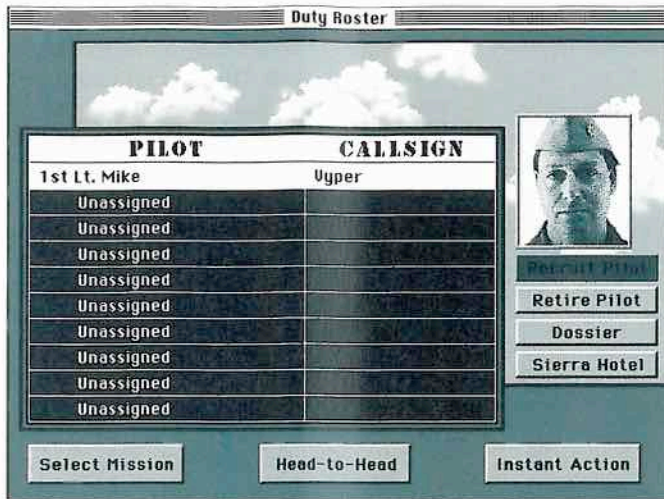 Duty Roster
PILOT CALLSIGN
1st Lt. Mike Vyper
Unassigned
Unassigned
Unassigned
Unassigned
Unassigned
Unassigned
Unassigned
Unassigned
Unassigned
Recruit Pilot
Retire Pilot
Dossier
Sierra Hotel
Select Mission
Head-to-Head
Instant Action